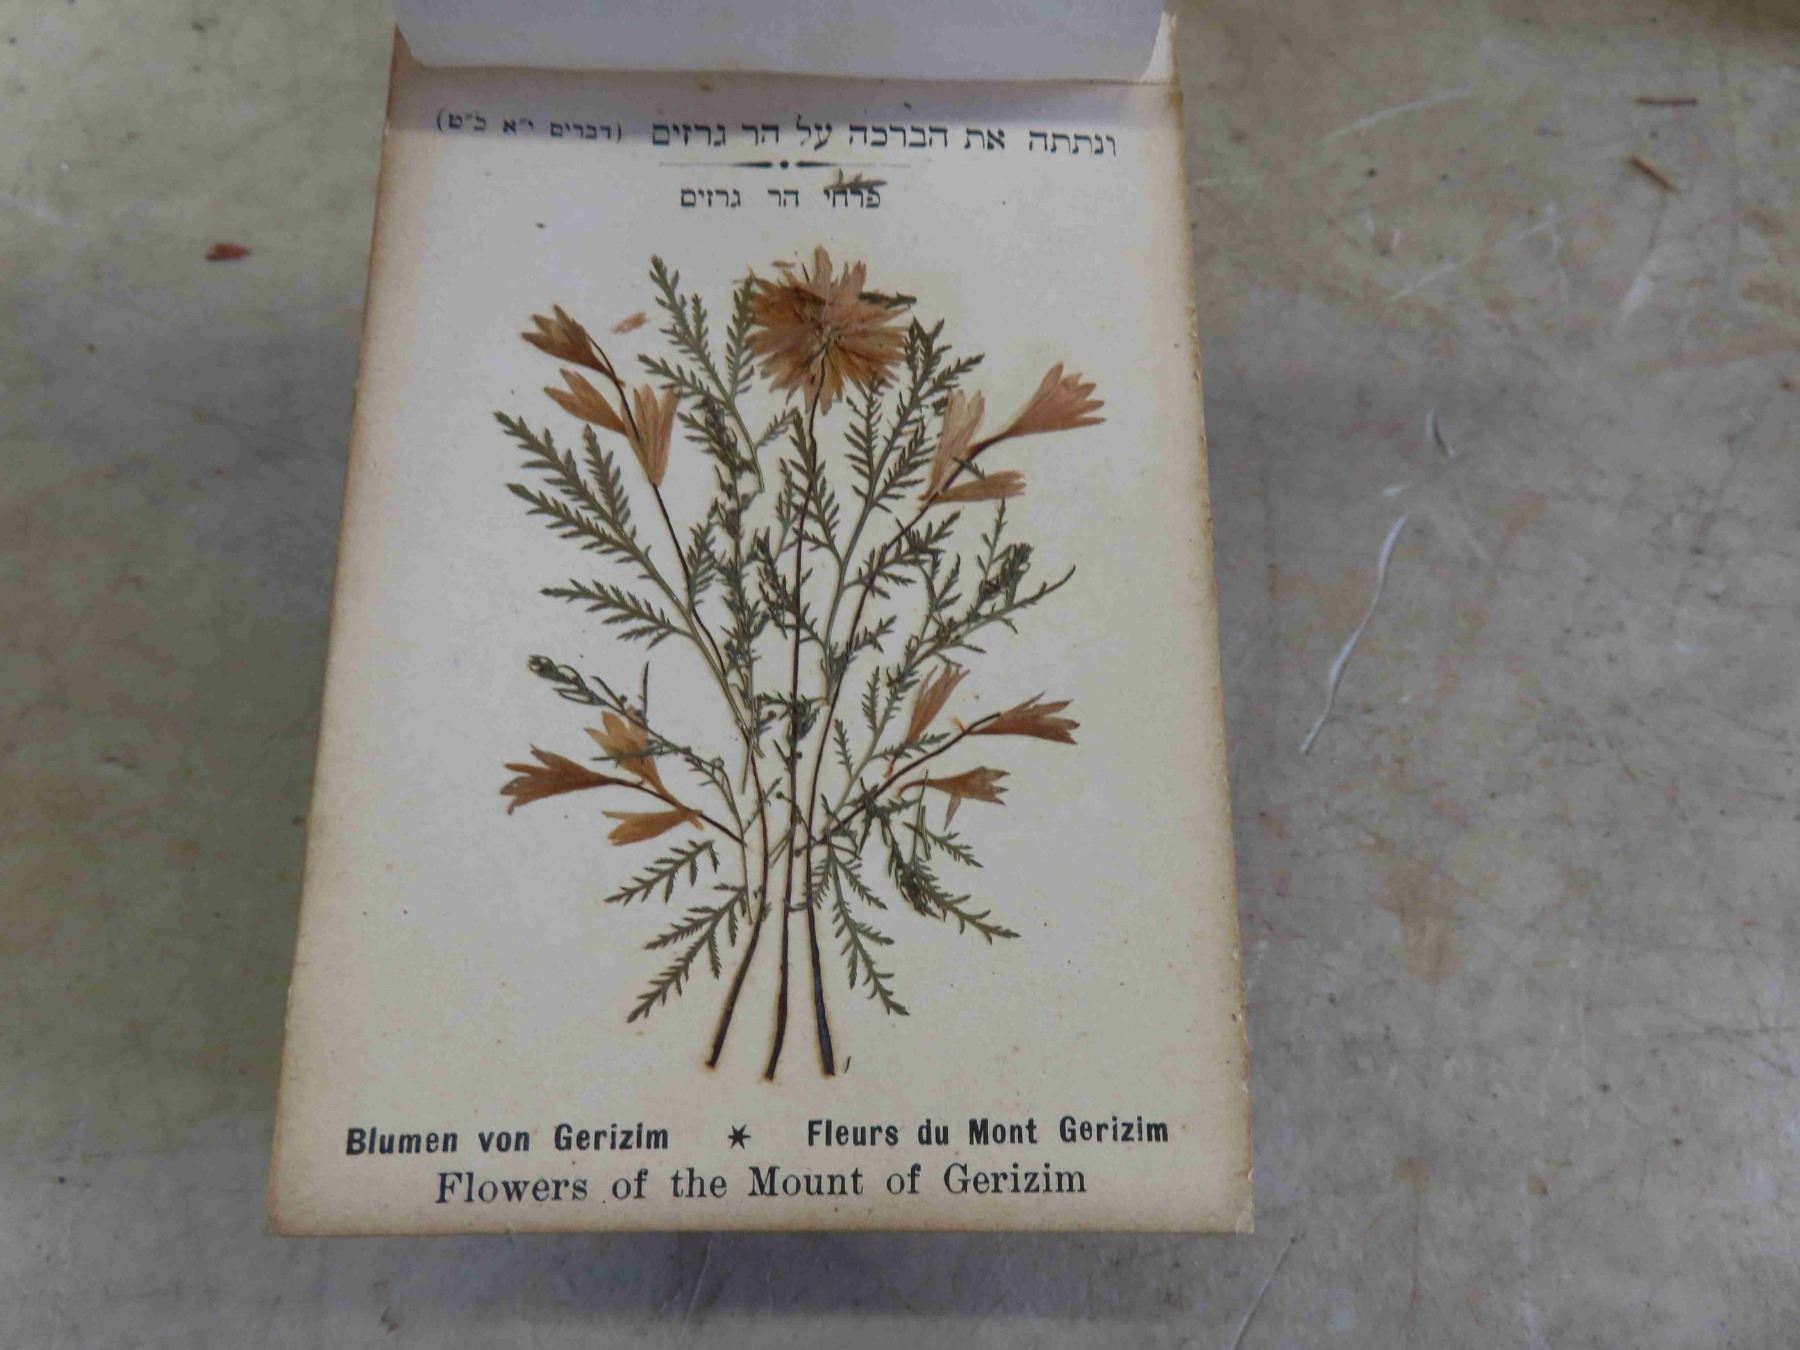 ונתתה את הברכה על הר גרזים (דברים י״א כ״ט)
פרחי הר גרזים
Blumen von Gerizim * Fleurs du Mont Gerizim
Flowers of the Mount of Gerizim